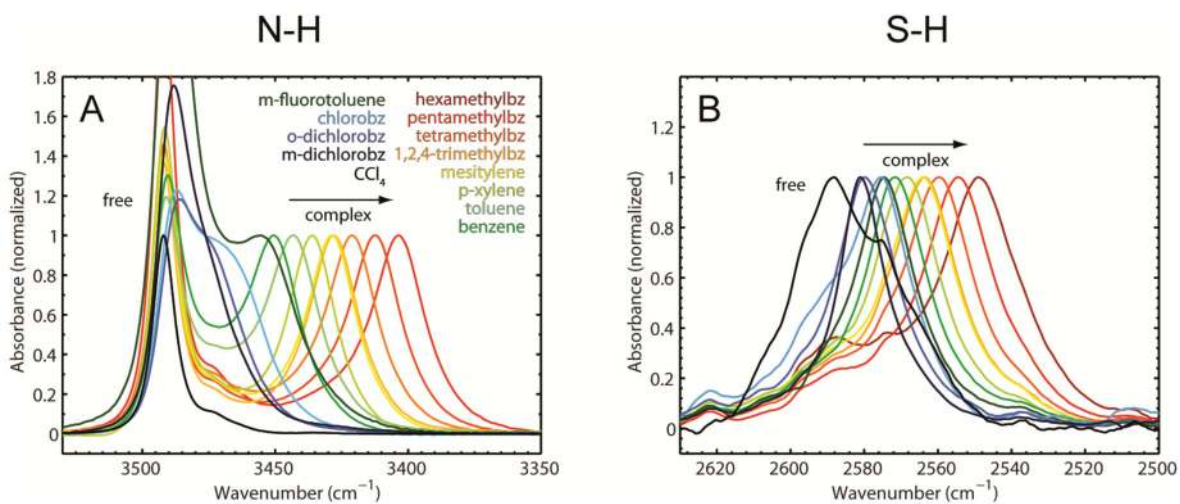 N-H
S-H
A
m-fluorotoluene
chlorobz
o-dichlorobz
m-dichlorobz
CCl₄
hexamethylbz
pentamethylbz
tetramethylbz
1,2,4-trimethylbz
mesitylene
p-xylene
toluene
benzene
free
complex
Absorbance (normalized)
1.8
1.6
1.4
1.2
1
0.8
0.6
0.4
0.2
0
3500
3450
3400
3350
Wavenumber (cm⁻¹)
B
free
complex
Absorbance (normalized)
1.2
1
0.8
0.6
0.4
0.2
0
2620
2600
2580
2560
2540
2520
2500
Wavenumber (cm⁻¹)